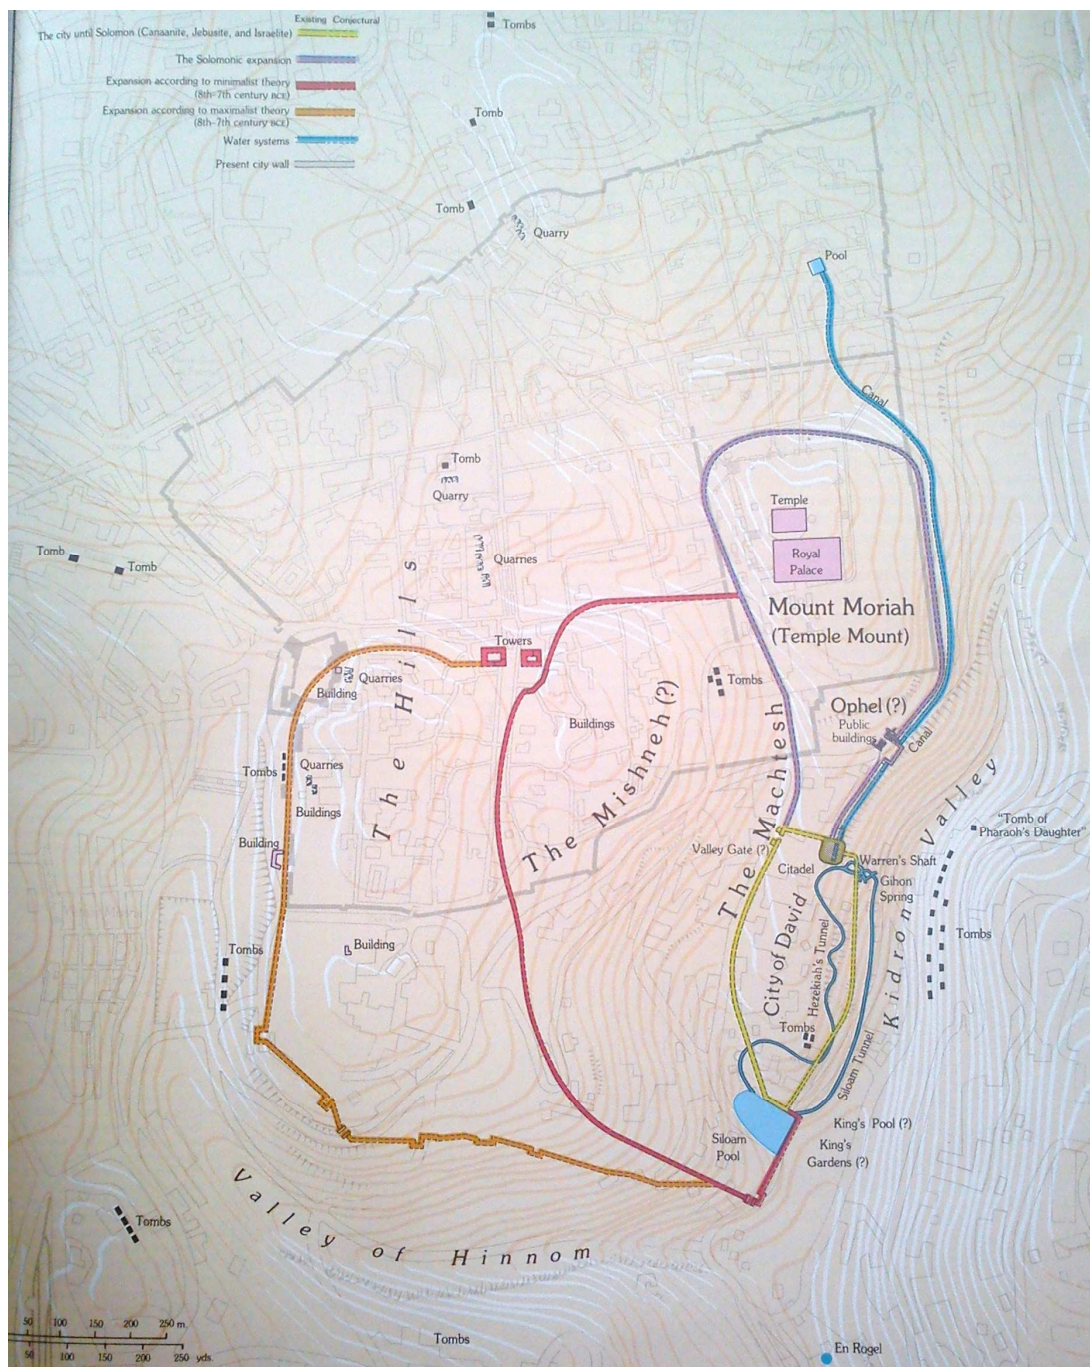 Existing Conjectural
The city until Solomon (Canaanite, Jebusite, and Israelite)
The Solomonic expansion
Expansion according to minimalist theory
(8th-7th century BCE)
Expansion according to maximalist theory
(8th-7th century BCE)
Water systems
Present city wall
Tombs
Tomb
Tomb
Quarry
Pool
Canal
Tomb
Quarry
Temple
Tomb
Tomb
Quarries
Royal
Palace
Mount Moriah
(Temple Mount)
Towers
Quarries
Building
The Hills
Tombs
Ophel (?)
Public
buildings
Canal
Buildings
The Mishneh (?)
The Machtesh
Tombs
Quarries
Buildings
Building
Valley Gate (?)
Citadel
Warren's Shaft
Gihon
Spring
"Tomb of
Pharaoh's Daughter"
Kidron Valley
Tombs
Tombs
Building
City of David
Hezekiah's Tunnel
Tombs
Siloam Tunnel
Siloam
Pool
King's Pool (?)
King's
Gardens (?)
Valley of Hinnom
Tombs
50 100 150 200 250 m.
50 100 150 200 250 yds.
Tombs
En Rogel